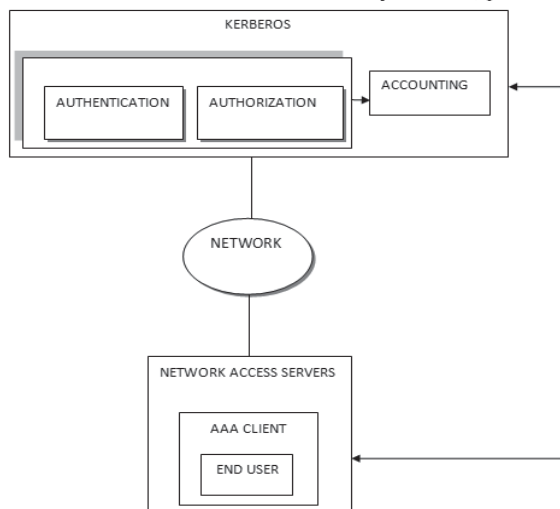 KERBEROS
AUTHENTICATION
AUTHORIZATION
ACCOUNTING
NETWORK
NETWORK ACCESS SERVERS
AAA CLIENT
END USER